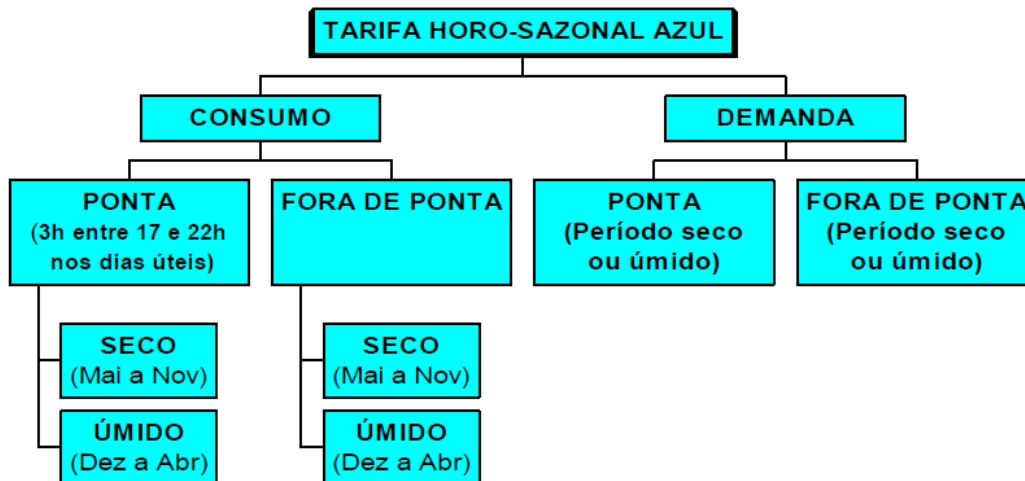 TARIFA HORO-SAZONAL AZUL
CONSUMO
DEMANDA
PONTA
(3h entre 17 e 22h
nos dias úteis)
FORA DE PONTA
PONTA
(Período seco
ou úmido)
FORA DE PONTA
(Período seco
ou úmido)
SECO
(Mai a Nov)
SECO
(Mai a Nov)
ÚMIDO
(Dez a Abr)
ÚMIDO
(Dez a Abr)